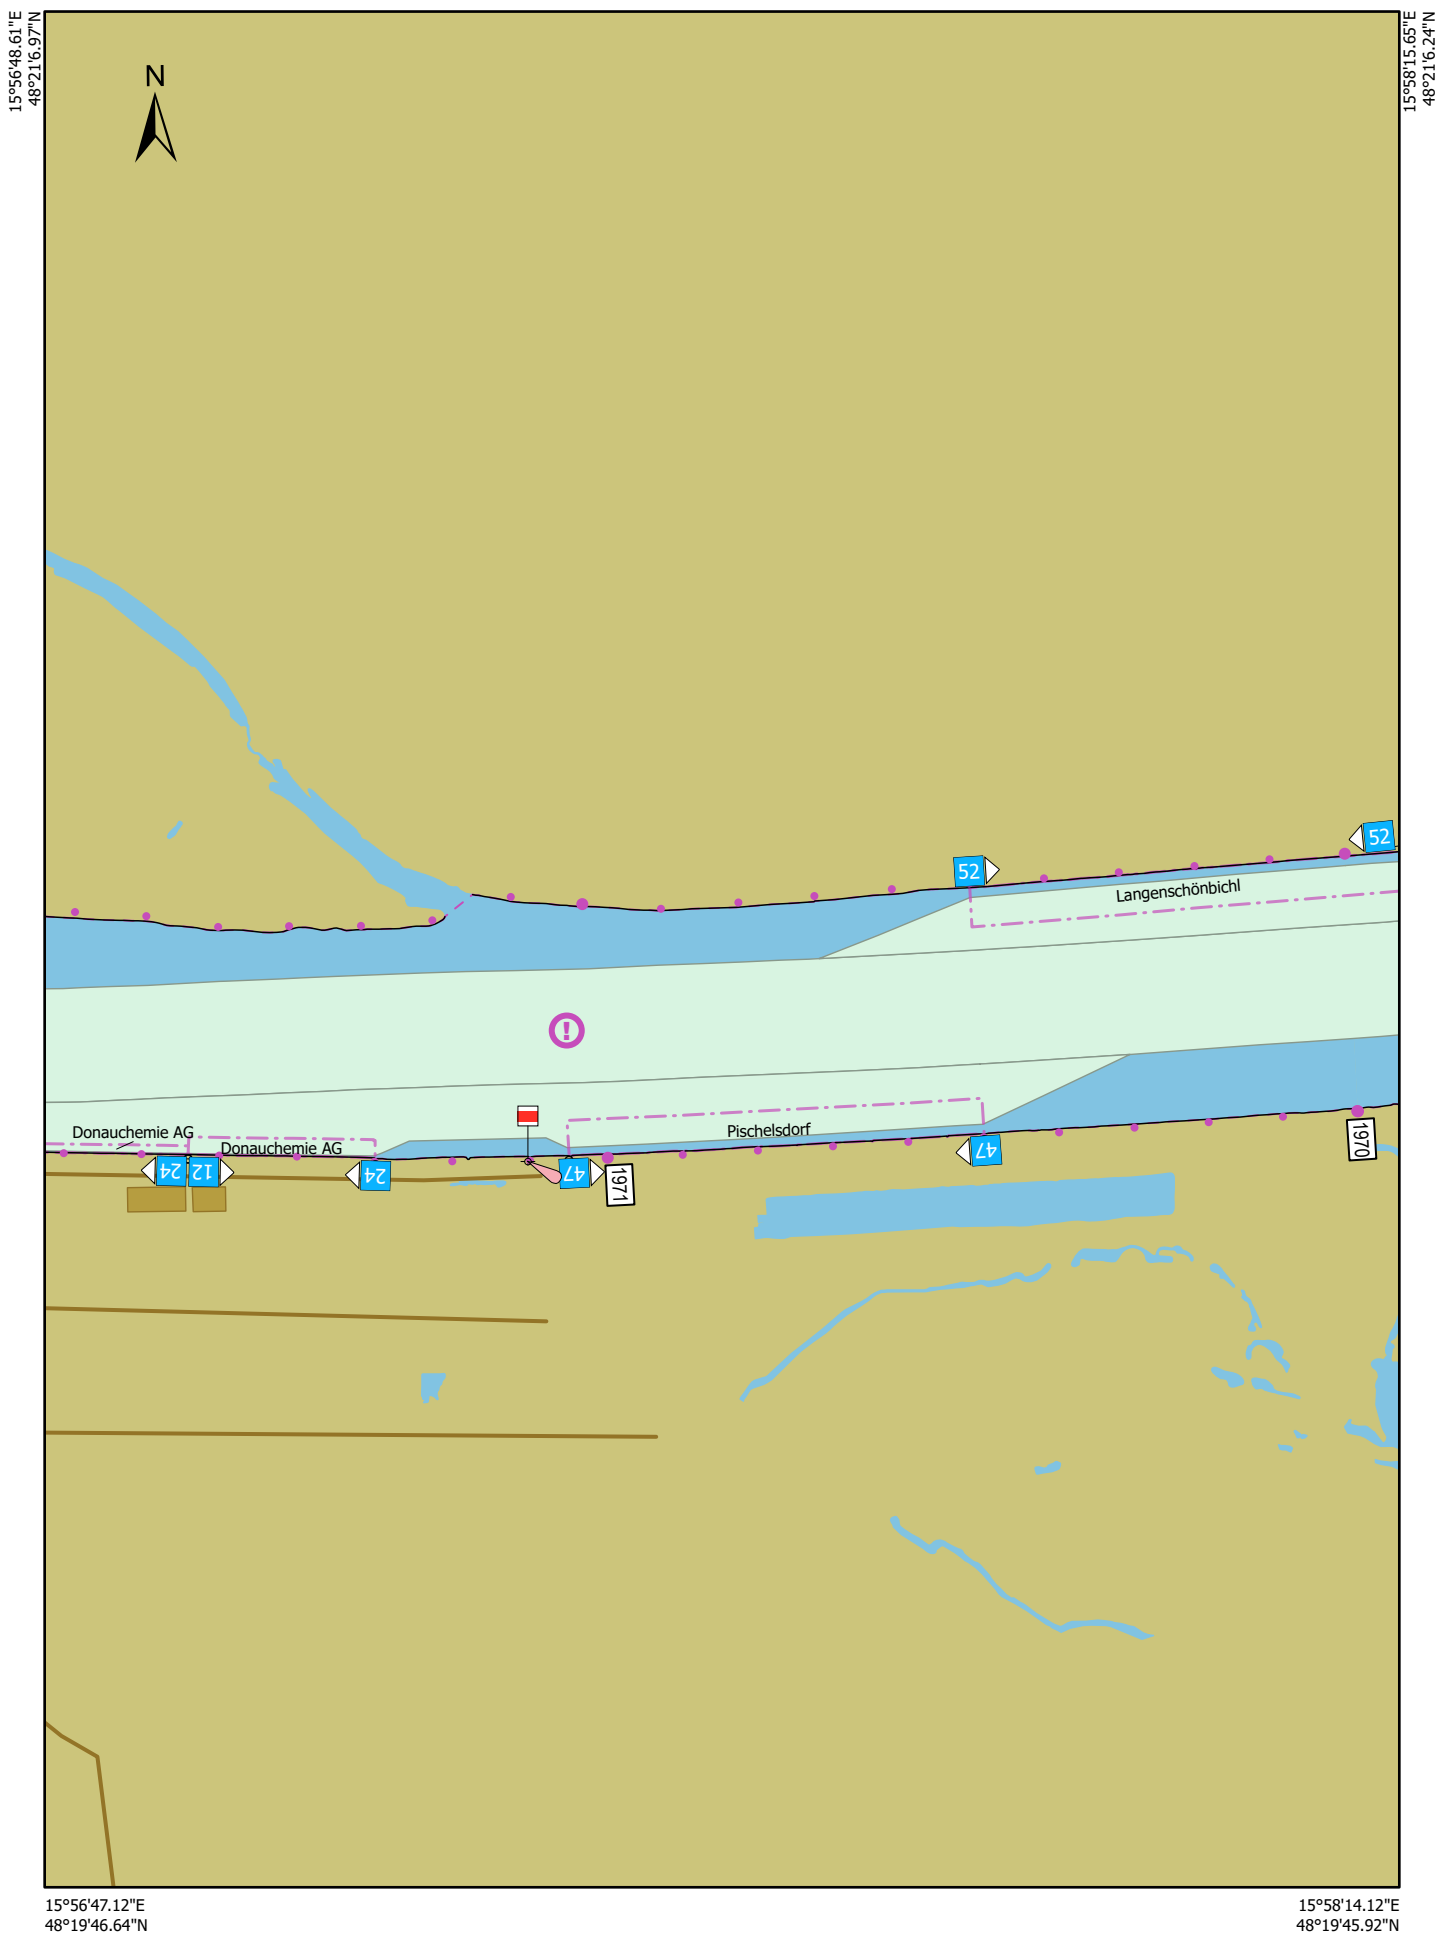 15°56'48.61"E
48°21'6.97"N
15°58'15.65"E
48°21'6.24"N
N
52
52
Langenschönbichl
!
Donauchemie AG
Donauchemie AG
Pischelsdorf
24
12
24
47
47
1971
1970
15°56'47.12"E
48°19'46.64"N
15°58'14.12"E
48°19'45.92"N